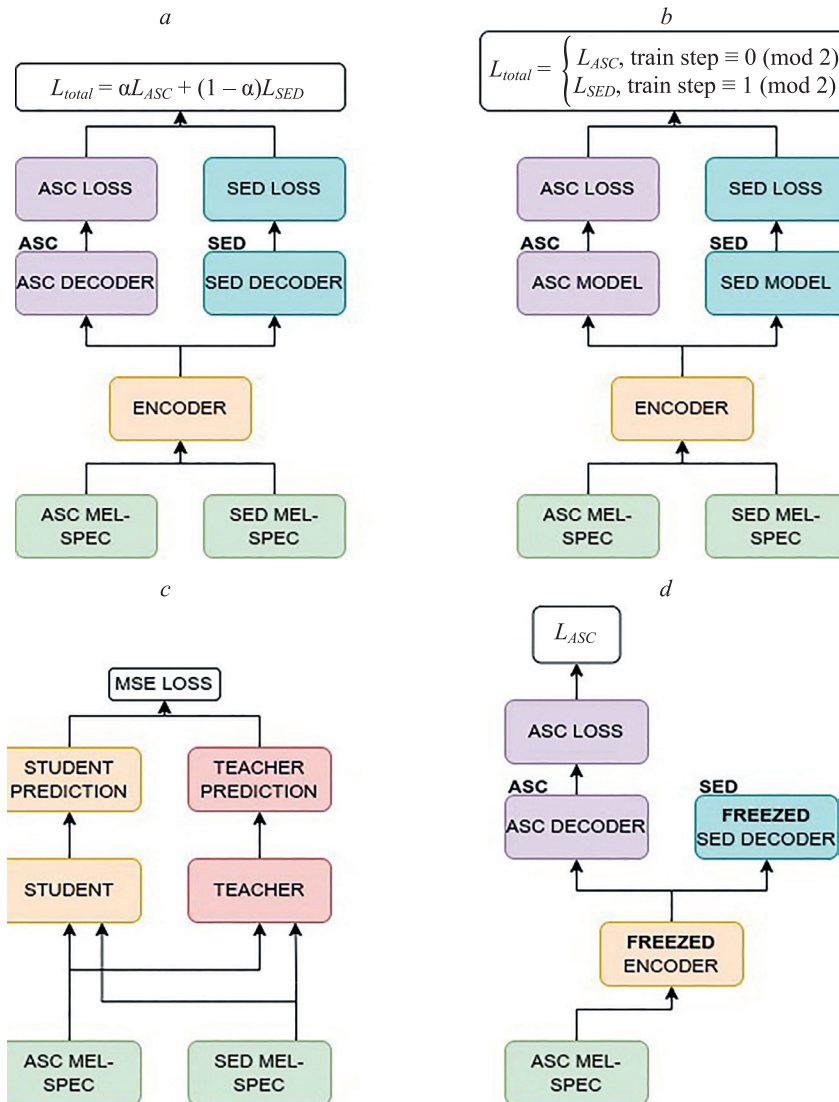 a
L_total = αL_ASC + (1 – α)L_SED
ASC LOSS
SED LOSS
ASC
SED
ASC DECODER
SED DECODER
ENCODER
ASC MEL-
SPEC
SED MEL-
SPEC
b
L_total = { L_ASC, train step ≡ 0 (mod 2)
L_SED, train step ≡ 1 (mod 2)
ASC LOSS
SED LOSS
ASC
SED
ASC MODEL
SED MODEL
ENCODER
ASC MEL-
SPEC
SED MEL-
SPEC
c
MSE LOSS
STUDENT
PREDICTION
TEACHER
PREDICTION
STUDENT
TEACHER
ASC MEL-
SPEC
SED MEL-
SPEC
d
L_ASC
ASC LOSS
ASC
SED
ASC DECODER
FREEZED
SED DECODER
FREEZED
ENCODER
ASC MEL-
SPEC